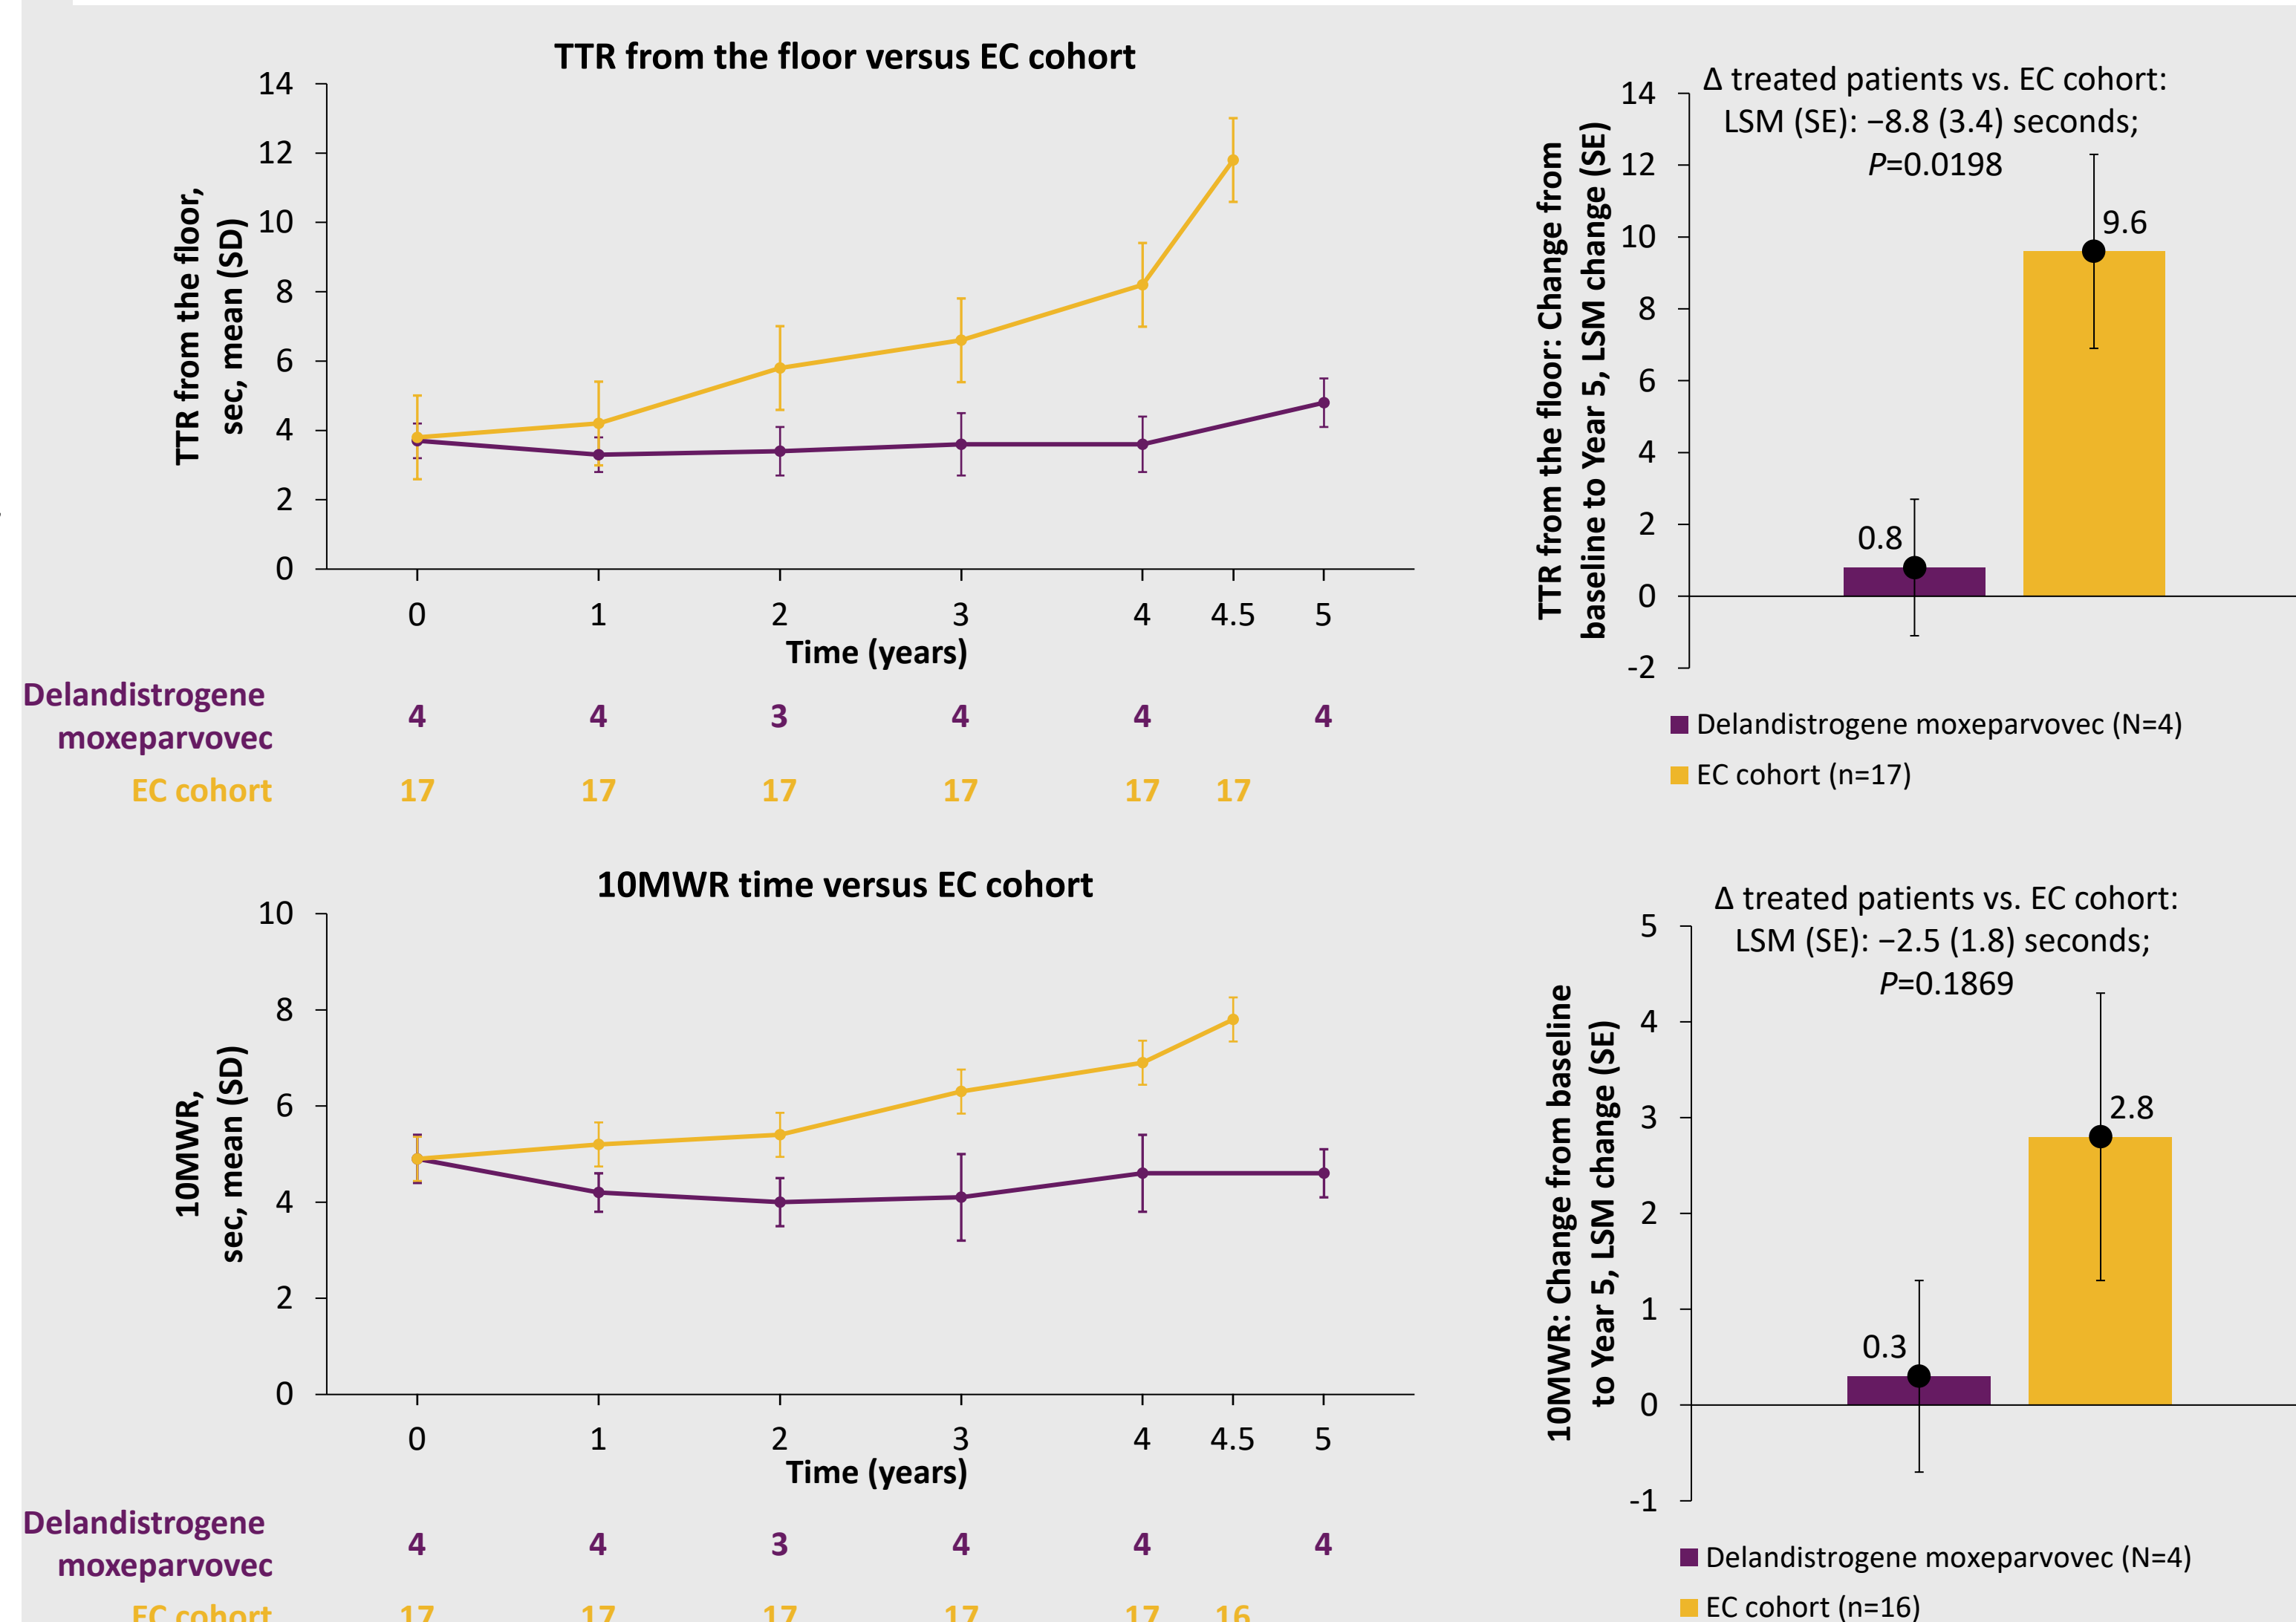 TTR from the floor versus EC cohort
TTR from the floor,
sec, mean (SD)
14
12
10
8
6
4
2
0
0 1 2 3 4 4.5 5
Time (years)
Delandistrogene
moxeparvovec
4 4 3 4 4 4
EC cohort 17 17 17 17 17 17
Δ treated patients vs. EC cohort:
LSM (SE): −8.8 (3.4) seconds;
P=0.0198
TTR from the floor: Change from
baseline to Year 5, LSM change (SE)
14
12
10
8
6
4
2
0
-2
0.8
9.6
Delandistrogene moxeparvovec (N=4)
EC cohort (n=17)
10MWR time versus EC cohort
10MWR,
sec, mean (SD)
10
8
6
4
2
0
0 1 2 3 4 4.5 5
Time (years)
Delandistrogene
moxeparvovec
4 4 3 4 4 4
EC cohort 17 17 17 17 17 16
Δ treated patients vs. EC cohort:
LSM (SE): −2.5 (1.8) seconds;
P=0.1869
10MWR: Change from baseline
to Year 5, LSM change (SE)
5
4
3
2
1
0
-1
0.3
2.8
Delandistrogene moxeparvovec (N=4)
EC cohort (n=16)